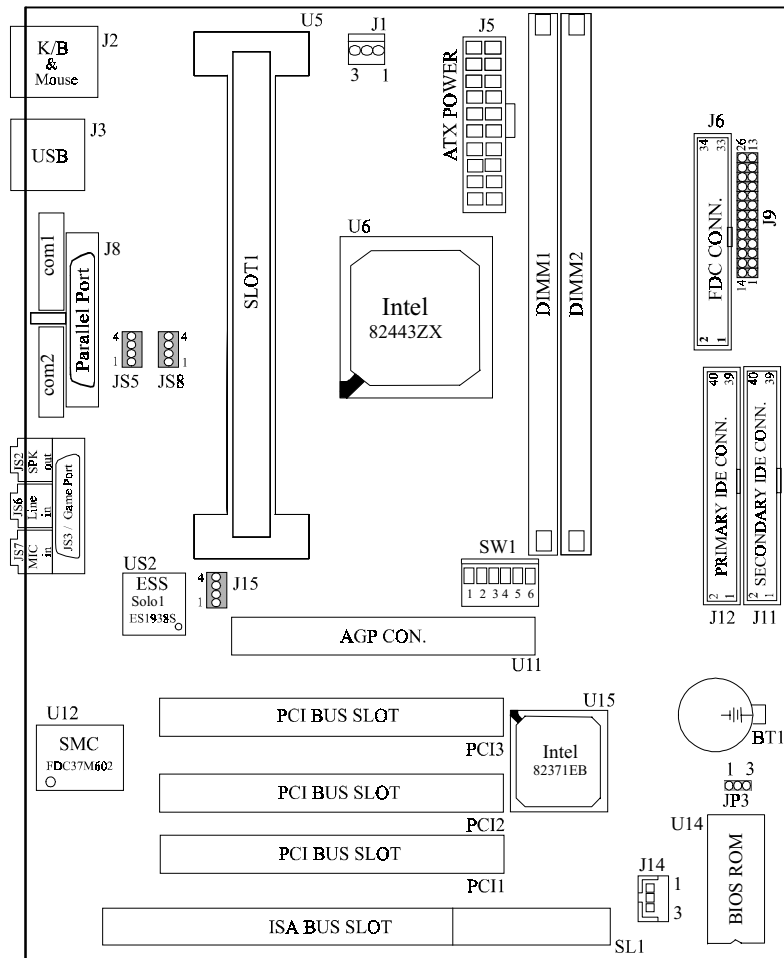 U5
J1
3 1
J5
ATX POWER
K/B
&
Mouse
J2
J3
USB
J6
34 33
FDC CONN.
2 1
26 13
14 1
J9
U6
Intel
82443ZX
SLOT1
DIMM1
DIMM2
com1
com2
J8
Parallel Port
4
1
JS5
4
1
JS8
JS2
SPK
out
JS6
Line
in
JS7
MIC
in
JS3 / Game Port
40 39
PRIMARY IDE CONN.
2 1
J12
40 39
SECONDARY IDE CONN.
2 1
J11
US2
ESS
Solo1
ES1938S
4
1
J15
SW1
1 2 3 4 5 6
AGP CON.
U11
U12
SMC
FDC37M602
PCI BUS SLOT
PCI3
U15
Intel
82371EB
BT1
PCI BUS SLOT
PCI2
1 3
JP3
U14
BIOS ROM
PCI BUS SLOT
PCI1
J14
1
3
ISA BUS SLOT
SL1